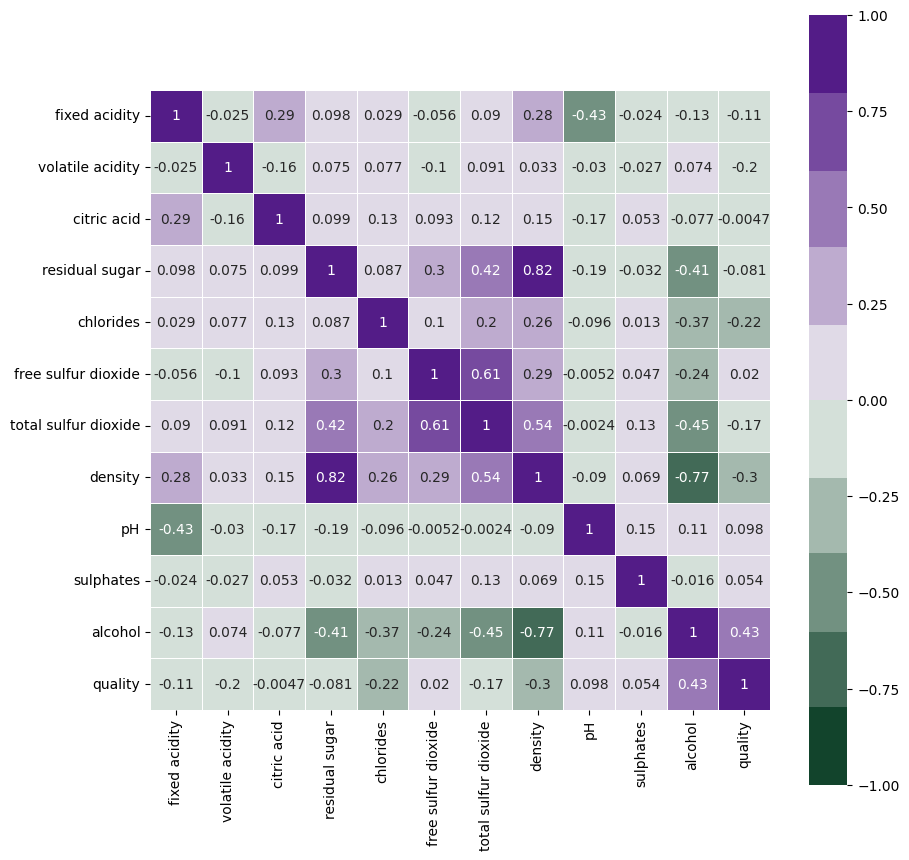 1.00
0.75
0.50
0.25
0.00
−0.25
−0.50
−0.75
−1.00
fixed acidity 1 -0.025 0.29 0.098 0.029 -0.056 0.09 0.28 -0.43 -0.024 -0.13 -0.11
volatile acidity -0.025 1 -0.16 0.075 0.077 -0.1 0.091 0.033 -0.03 -0.027 0.074 -0.2
citric acid 0.29 -0.16 1 0.099 0.13 0.093 0.12 0.15 -0.17 0.053 -0.077 -0.0047
residual sugar 0.098 0.075 0.099 1 0.087 0.3 0.42 0.82 -0.19 -0.032 -0.41 -0.081
chlorides 0.029 0.077 0.13 0.087 1 0.1 0.2 0.26 -0.096 0.013 -0.37 -0.22
free sulfur dioxide -0.056 -0.1 0.093 0.3 0.1 1 0.61 0.29 -0.0052 0.047 -0.24 0.02
total sulfur dioxide 0.09 0.091 0.12 0.42 0.2 0.61 1 0.54 -0.0024 0.13 -0.45 -0.17
density 0.28 0.033 0.15 0.82 0.26 0.29 0.54 1 -0.09 0.069 -0.77 -0.3
pH -0.43 -0.03 -0.17 -0.19 -0.096 -0.0052 -0.0024 -0.09 1 0.15 0.11 0.098
sulphates -0.024 -0.027 0.053 -0.032 0.013 0.047 0.13 0.069 0.15 1 -0.016 0.054
alcohol -0.13 0.074 -0.077 -0.41 -0.37 -0.24 -0.45 -0.77 0.11 -0.016 1 0.43
quality -0.11 -0.2 -0.0047 -0.081 -0.22 0.02 -0.17 -0.3 0.098 0.054 0.43 1
fixed acidity
volatile acidity
citric acid
residual sugar
chlorides
free sulfur dioxide
total sulfur dioxide
density
pH
sulphates
alcohol
quality